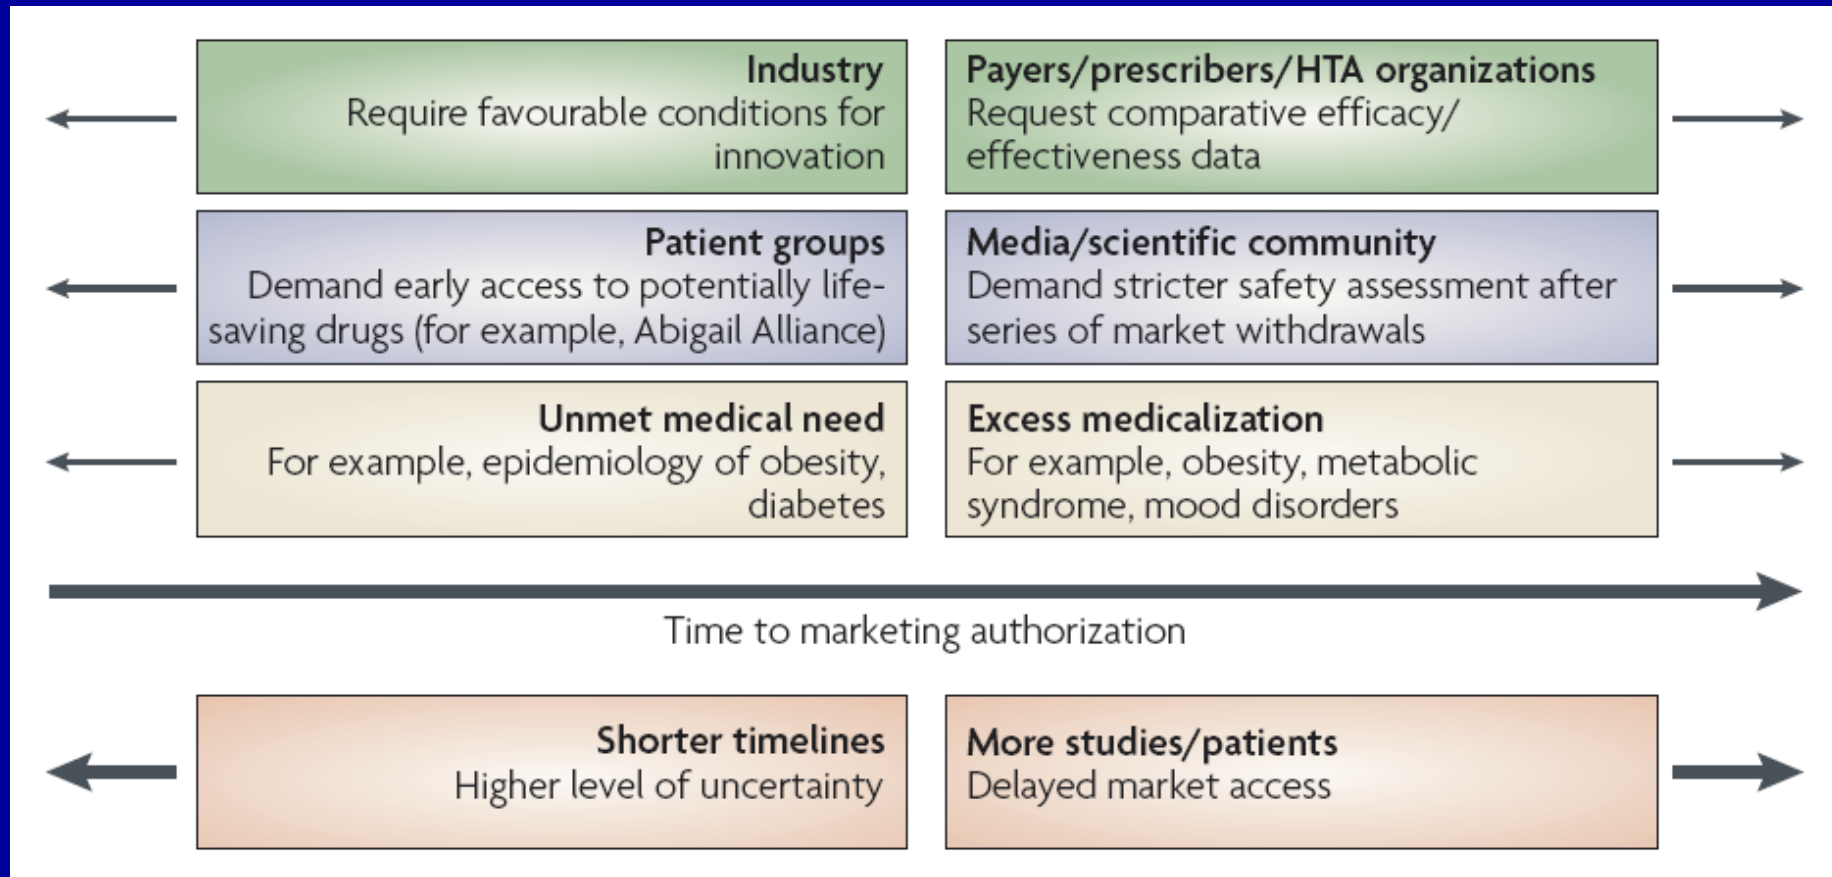 Industry
Require favourable conditions for
innovation
Payers/prescribers/HTA organizations
Request comparative efficacy/
effectiveness data
Patient groups
Demand early access to potentially life-
saving drugs (for example, Abigail Alliance)
Media/scientific community
Demand stricter safety assessment after
series of market withdrawals
Unmet medical need
For example, epidemiology of obesity,
diabetes
Excess medicalization
For example, obesity, metabolic
syndrome, mood disorders
Time to marketing authorization
Shorter timelines
Higher level of uncertainty
More studies/patients
Delayed market access